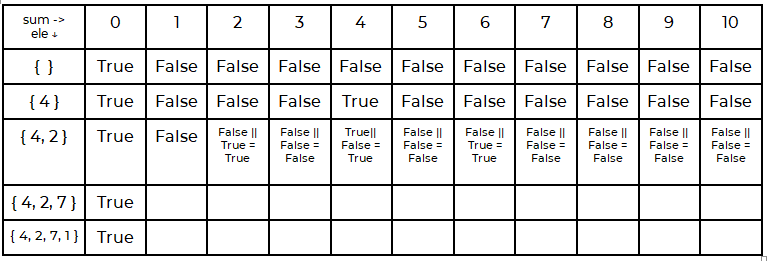 sum -> ele ↓ 0 1 2 3 4 5 6 7 8 9 10
{ } True False False False False False False False False False False
{ 4 } True False False False True False False False False False False
{ 4, 2 } True False False || True = True False || False = False True|| False = True False || False = False False || True = True False || False = False False || False = False False || False = False False || False = False
{ 4, 2, 7 } True
{ 4, 2, 7, 1 } True